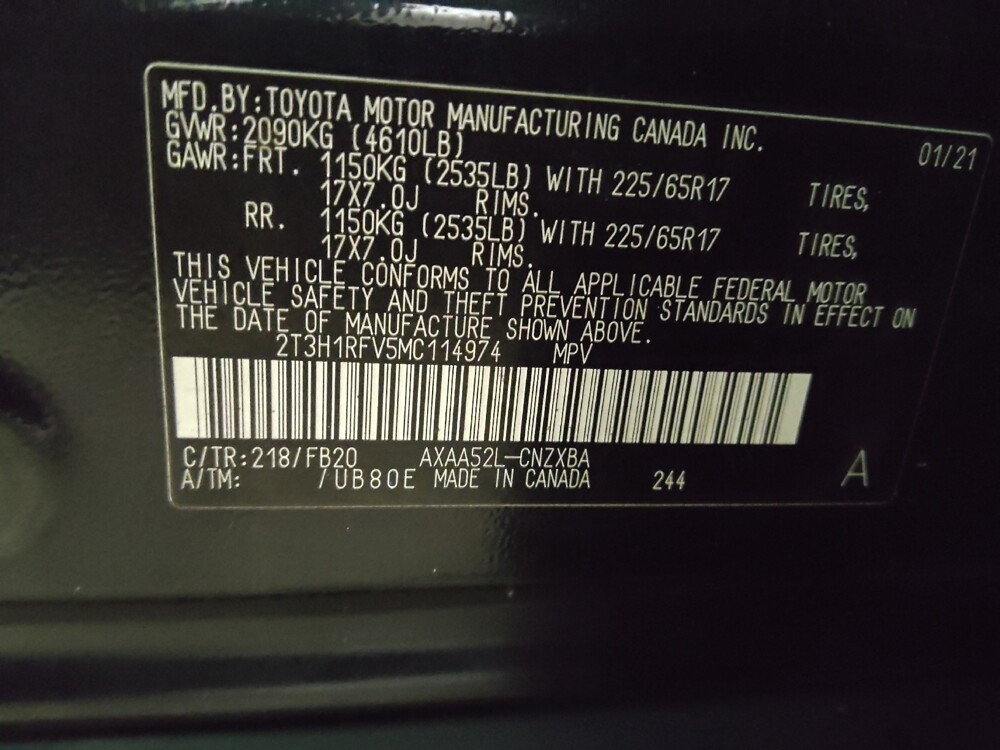 MFD.BY:TOYOTA MOTOR MANUFACTURING CANADA INC. 01/21
GVWR:2090KG (4610LB)
GAWR:FRT. 1150KG (2535LB) WITH 225/65R17 TIRES,
17X7.0J RIMS.
RR. 1150KG (2535LB) WITH 225/65R17 TIRES,
17X7.0J RIMS.
THIS VEHICLE CONFORMS TO ALL APPLICABLE FEDERAL MOTOR
VEHICLE SAFETY AND THEFT PREVENTION STANDARDS IN EFFECT ON
THE DATE OF MANUFACTURE SHOWN ABOVE.
2T3H1RFV5MC114974 MPV
C/TR:218/FB20 AXAA52L-CNZXBA
A/TM: /UB80E MADE IN CANADA 244 A